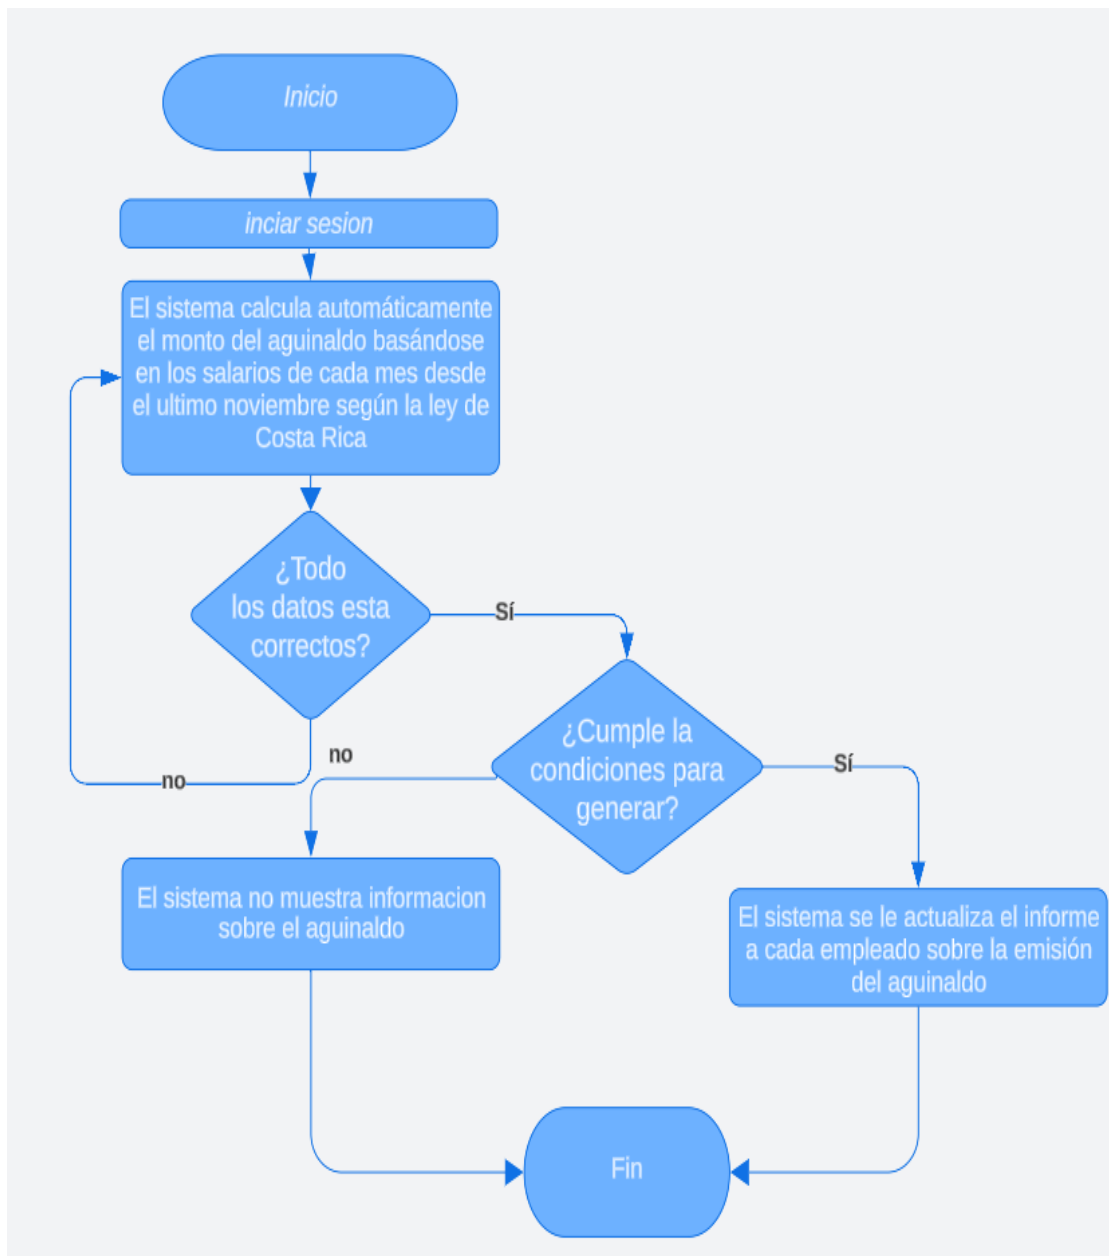 Inicio
inciar sesion
El sistema calcula automáticamente
el monto del aguinaldo basándose
en los salarios de cada mes desde
el ultimo noviembre según la ley de
Costa Rica
¿Todo
los datos esta
correctos?
Sí
no
no
¿Cumple la
condiciones para
generar?
Sí
El sistema no muestra informacion
sobre el aguinaldo
El sistema se le actualiza el informe
a cada empleado sobre la emisión
del aguinaldo
Fin